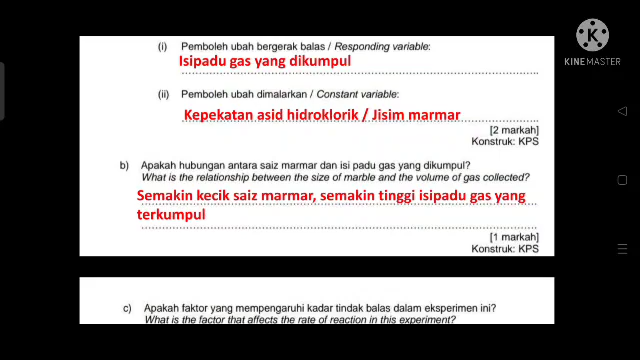 (i) Pemboleh ubah bergerak balas / Responding variable:
Isipadu gas yang dikumpul
(ii) Pemboleh ubah dimalarkan / Constant variable:
Kepekatan asid hidroklorik / Jisim marmar
[2 markah]
Konstruk: KPS
b) Apakah hubungan antara saiz marmar dan isi padu gas yang dikumpul?
What is the relationship between the size of marble and the volume of gas collected?
Semakin kecik saiz marmar, semakin tinggi isipadu gas yang
terkumpul
[1 markah]
Konstruk: KPS
c) Apakah faktor yang mempengaruhi kadar tindak balas dalam eksperimen ini?
What is the factor that affects the rate of reaction in this experiment?
K
KINEMASTER